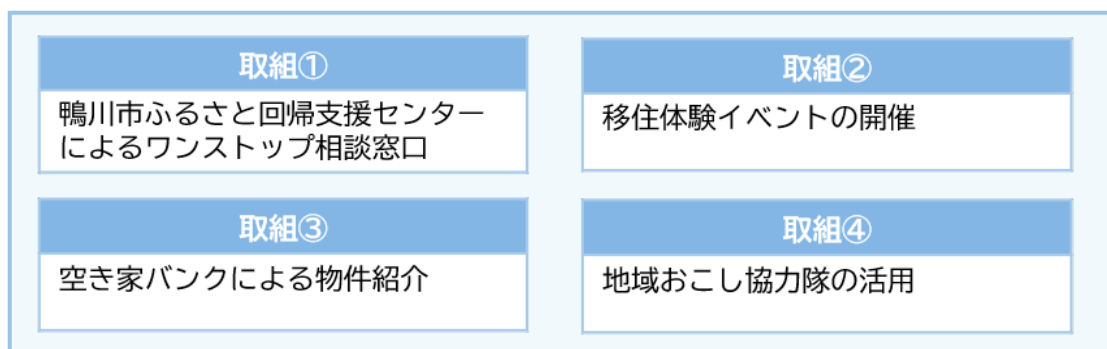 取組①
鴨川市ふるさと回帰支援センター
によるワンストップ相談窓口
取組②
移住体験イベントの開催
取組③
空き家バンクによる物件紹介
取組④
地域おこし協力隊の活用